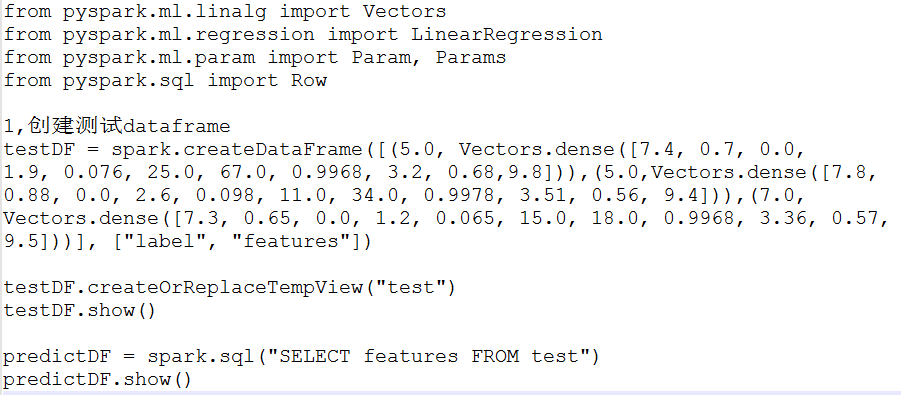 from pyspark.ml.linalg import Vectors
from pyspark.ml.regression import LinearRegression
from pyspark.ml.param import Param, Params
from pyspark.sql import Row
1,创建测试dataframe
testDF = spark.createDataFrame([(5.0, Vectors.dense([7.4, 0.7, 0.0,
1.9, 0.076, 25.0, 67.0, 0.9968, 3.2, 0.68,9.8])),(5.0,Vectors.dense([7.8,
0.88, 0.0, 2.6, 0.098, 11.0, 34.0, 0.9978, 3.51, 0.56, 9.4])),(7.0,
Vectors.dense([7.3, 0.65, 0.0, 1.2, 0.065, 15.0, 18.0, 0.9968, 3.36, 0.57,
9.5]))], ["label", "features"])
testDF.createOrReplaceTempView("test")
testDF.show()
predictDF = spark.sql("SELECT features FROM test")
predictDF.show()